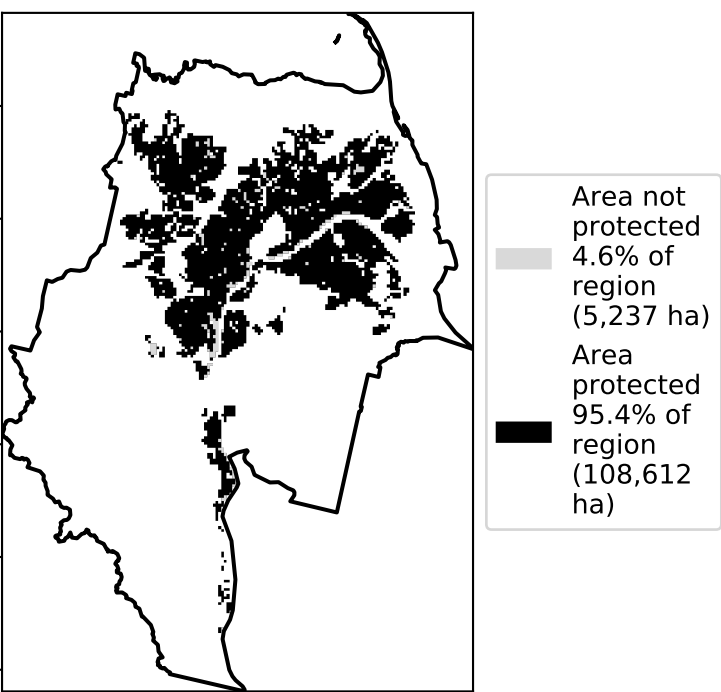 Area not
protected
4.6% of
region
(5,237 ha)
Area
protected
95.4% of
region
(108,612
ha)